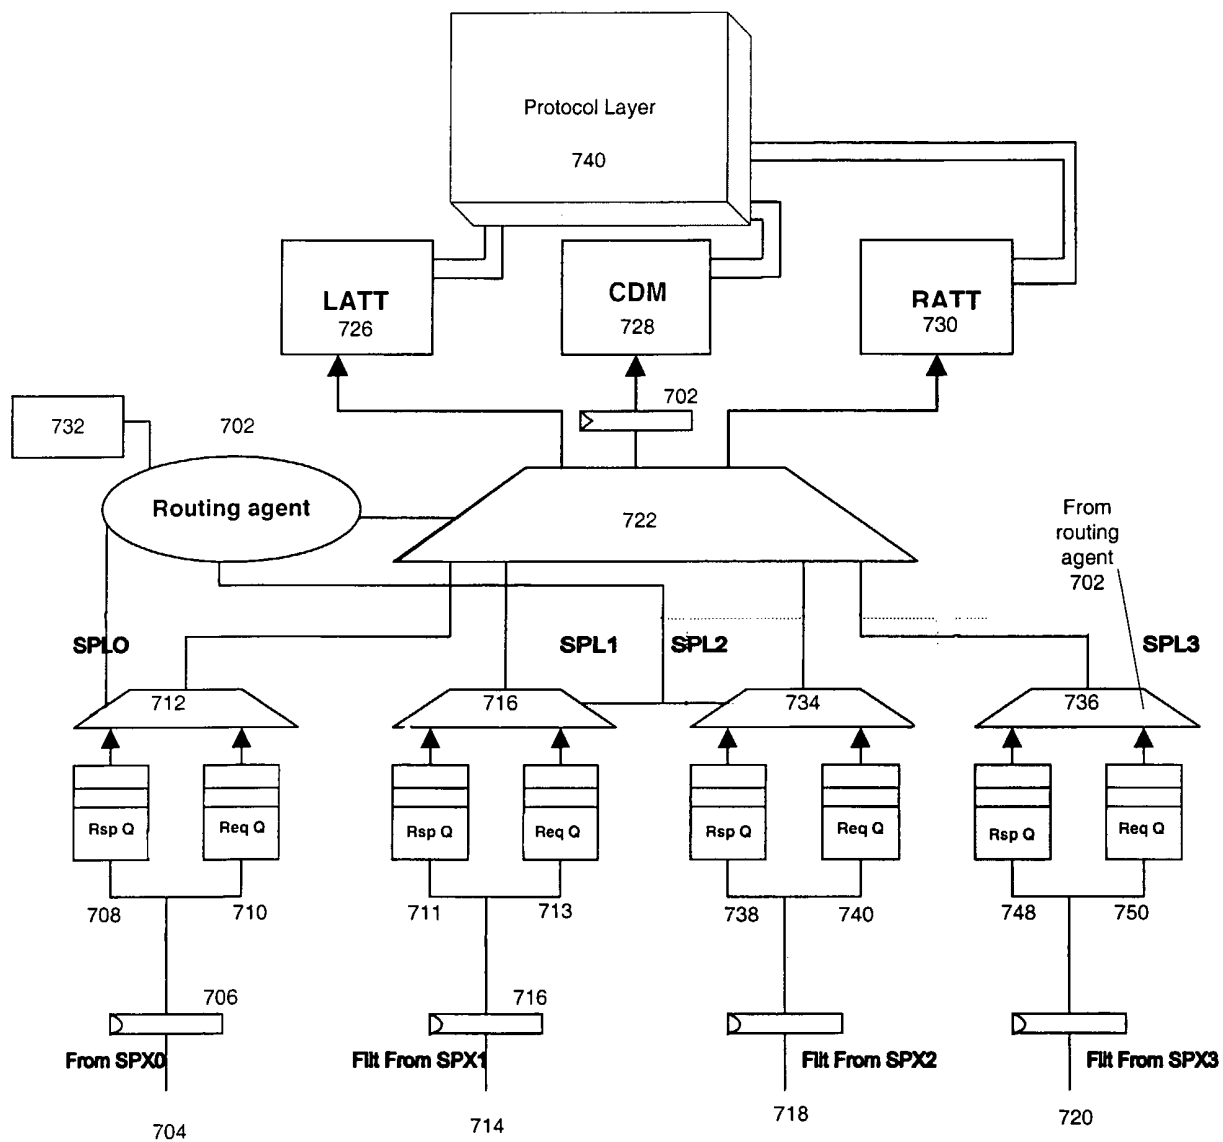 Protocol Layer
740
LATT
726
CDM
728
RATT
730
702
732
702
Routing agent
722
From
routing
agent
702
SPL0
SPL1
SPL2
SPL3
712
716
734
736
Rsp Q
Req Q
Rsp Q
Req Q
Rsp Q
Req Q
Rsp Q
Req Q
708
710
711
713
738
740
748
750
706
716
From SPX0
Flit From SPX1
Flit From SPX2
Flit From SPX3
704
714
718
720